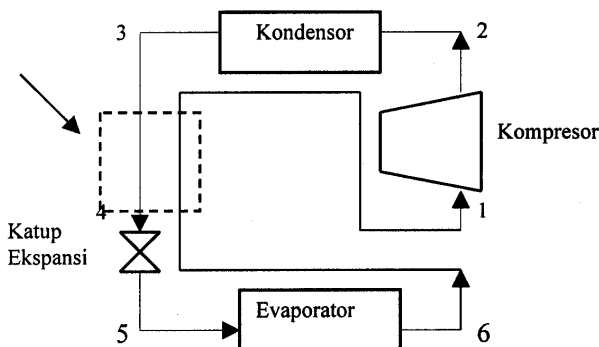 3
Kondensor
2
Kompresor
4
1
Katup
Ekspansi
5
Evaporator
6